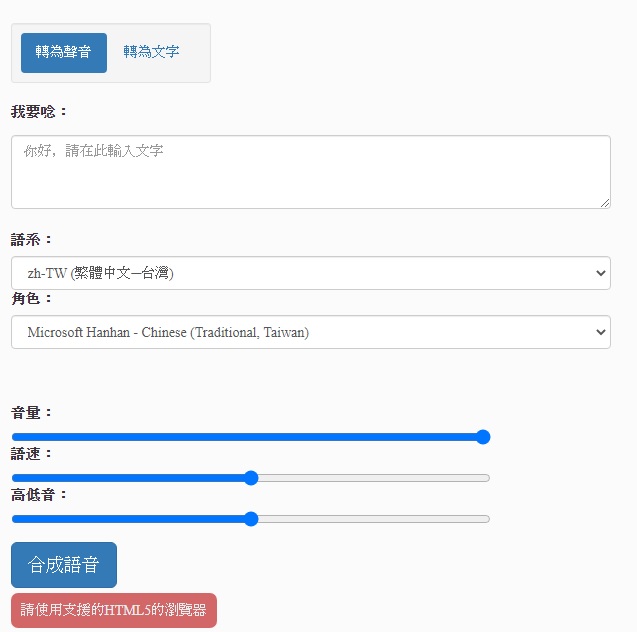 轉為聲音 轉為文字
我要唸：
你好，請在此輸入文字
語系：
zh-TW (繁體中文─台灣)
角色：
Microsoft Hanhan - Chinese (Traditional, Taiwan)
音量：
語速：
高低音：
合成語音
請使用支援的HTML5的瀏覽器